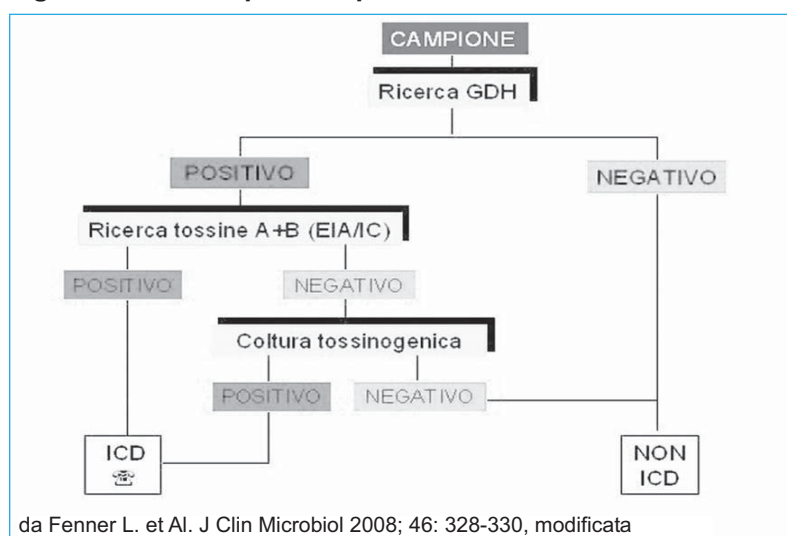 CAMPIONE
Ricerca GDH
POSITIVO
NEGATIVO
Ricerca tossine A+B (EIA/IC)
POSITIVO
NEGATIVO
Coltura tossinogenica
POSITIVO
NEGATIVO
ICD
☎
NON
ICD
da Fenner L. et Al. J Clin Microbiol 2008; 46: 328-330, modificata